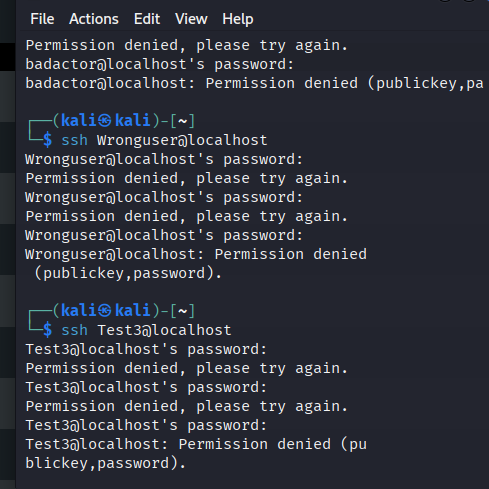 File Actions Edit View Help
Permission denied, please try again.
badactor@localhost's password:
badactor@localhost: Permission denied (publickey,pa
┌──(kali㉿kali)-[~]
└─$ ssh Wronguser@localhost
Wronguser@localhost's password:
Permission denied, please try again.
Wronguser@localhost's password:
Permission denied, please try again.
Wronguser@localhost's password:
Wronguser@localhost: Permission denied
(publickey,password).
┌──(kali㉿kali)-[~]
└─$ ssh Test3@localhost
Test3@localhost's password:
Permission denied, please try again.
Test3@localhost's password:
Permission denied, please try again.
Test3@localhost's password:
Test3@localhost: Permission denied (pu
blickey,password).